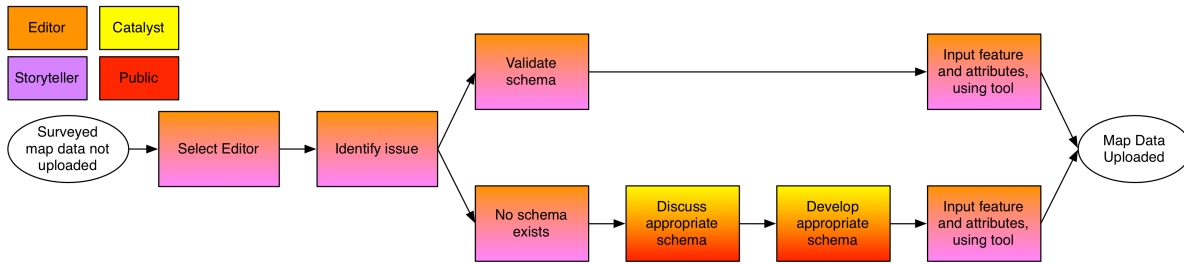 Editor
Catalyst
Storyteller
Public
Surveyed
map data not
uploaded
Select Editor
Identify issue
Validate
schema
Input feature
and attributes,
using tool
No schema
exists
Discuss
appropriate
schema
Develop
appropriate
schema
Input feature
and attributes,
using tool
Map Data
Uploaded